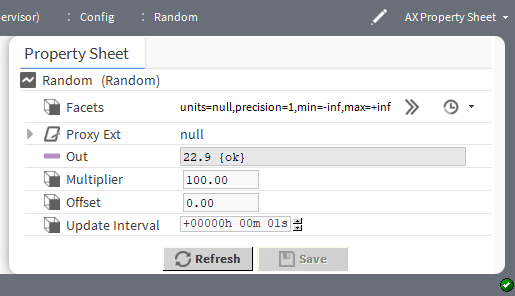 ervisor) : Config : Random AX Property Sheet
Property Sheet
Random (Random)
Facets units=null,precision=1,min=-inf,max=+inf
Proxy Ext null
Out 22.9 {ok}
Multiplier 100.00
Offset 0.00
Update Interval +00000h 00m 01s
Refresh Save